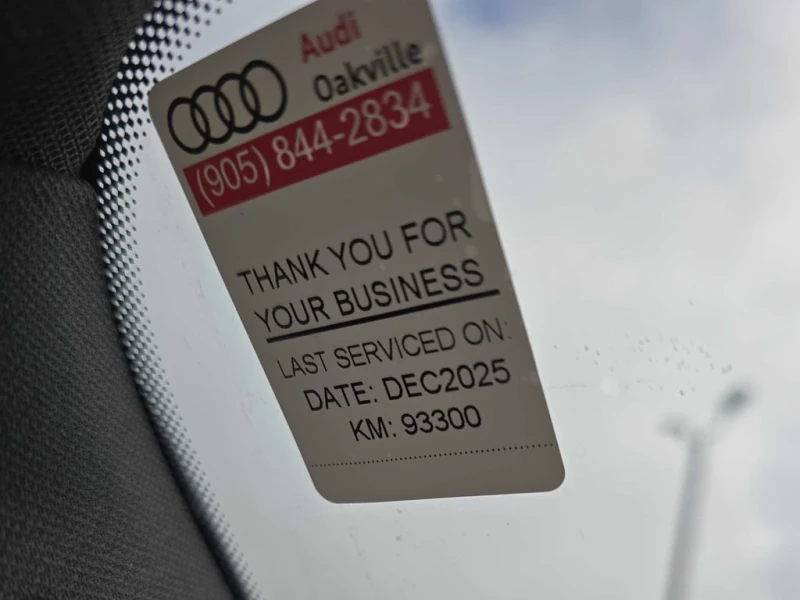 Audi
Oakville
(905) 844-2834
THANK YOU FOR
YOUR BUSINESS
LAST SERVICED ON:
DATE: DEC2025
KM: 93300